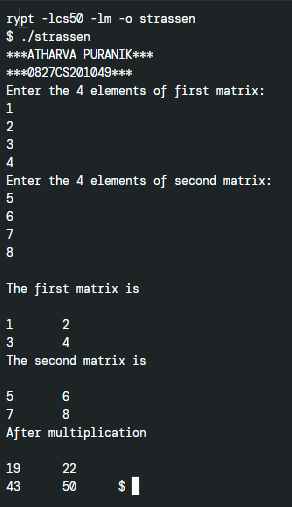 rypt -lcs50 -lm -o strassen
$ ./strassen
***ATHARVA PURANIK***
***0827CS201049***
Enter the 4 elements of first matrix:
1
2
3
4
Enter the 4 elements of second matrix:
5
6
7
8
The first matrix is
1 2
3 4
The second matrix is
5 6
7 8
After multiplication
19 22
43 50 $